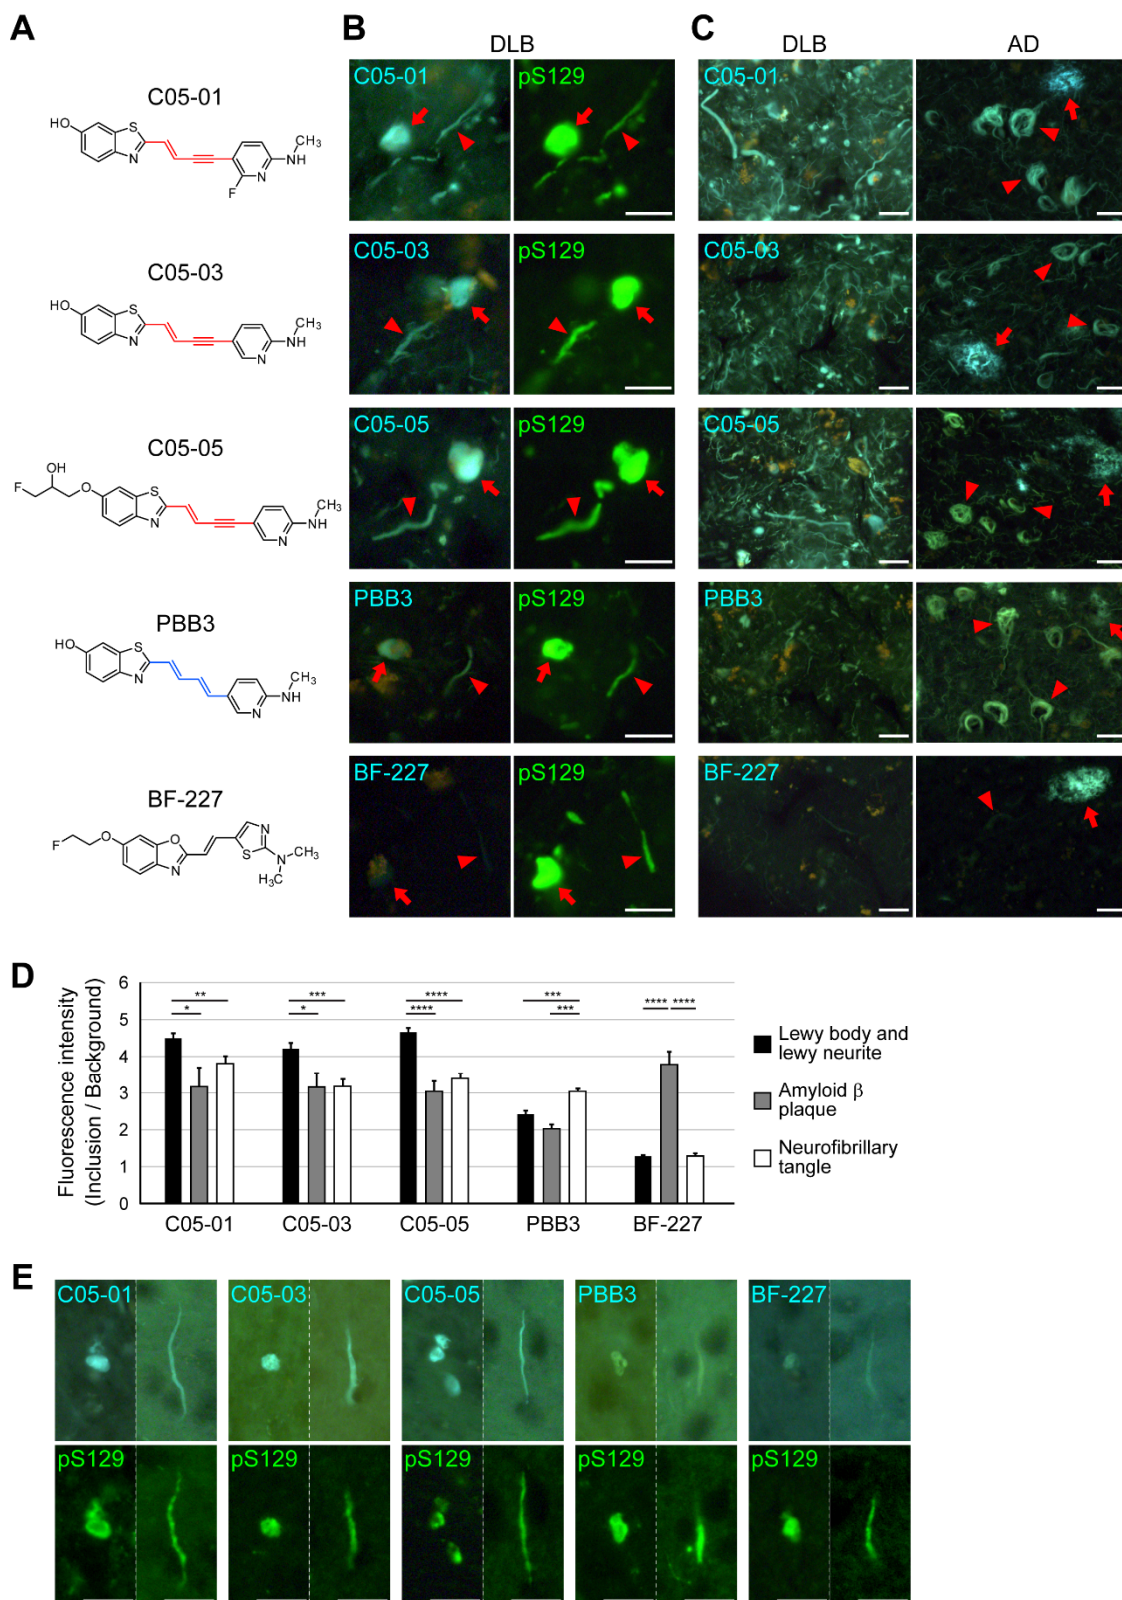 A
B
C
DLB
DLB
AD
C05-01
HO
S
N
F
N
NH
CH3
C05-01
pS129
C05-01
C05-03
HO
S
N
N
NH
CH3
C05-03
pS129
C05-03
C05-05
OH
F
O
S
N
N
NH
CH3
C05-05
pS129
C05-05
PBB3
HO
S
N
N
NH
CH3
PBB3
pS129
PBB3
BF-227
F
O
O
N
N
S
N
CH3
H3C
BF-227
pS129
BF-227
D
Fluorescence intensity
(Inclusion / Background)
6
5
4
3
2
1
0
**
*
***
*
****
****
***
***
****
****
C05-01
C05-03
C05-05
PBB3
BF-227
Lewy body and
lewy neurite
Amyloid β
plaque
Neurofibrillary
tangle
E
C05-01
C05-03
C05-05
PBB3
BF-227
pS129
pS129
pS129
pS129
pS129